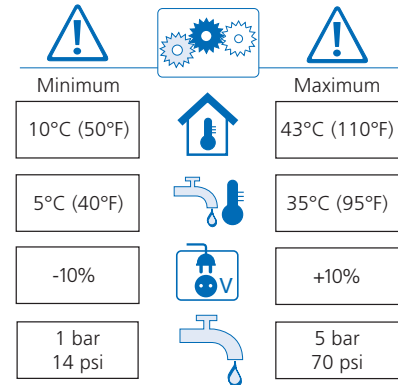 Minimum
Maximum
10°C (50°F)
43°C (110°F)
5°C (40°F)
35°C (95°F)
-10%
V
+10%
1 bar
14 psi
5 bar
70 psi